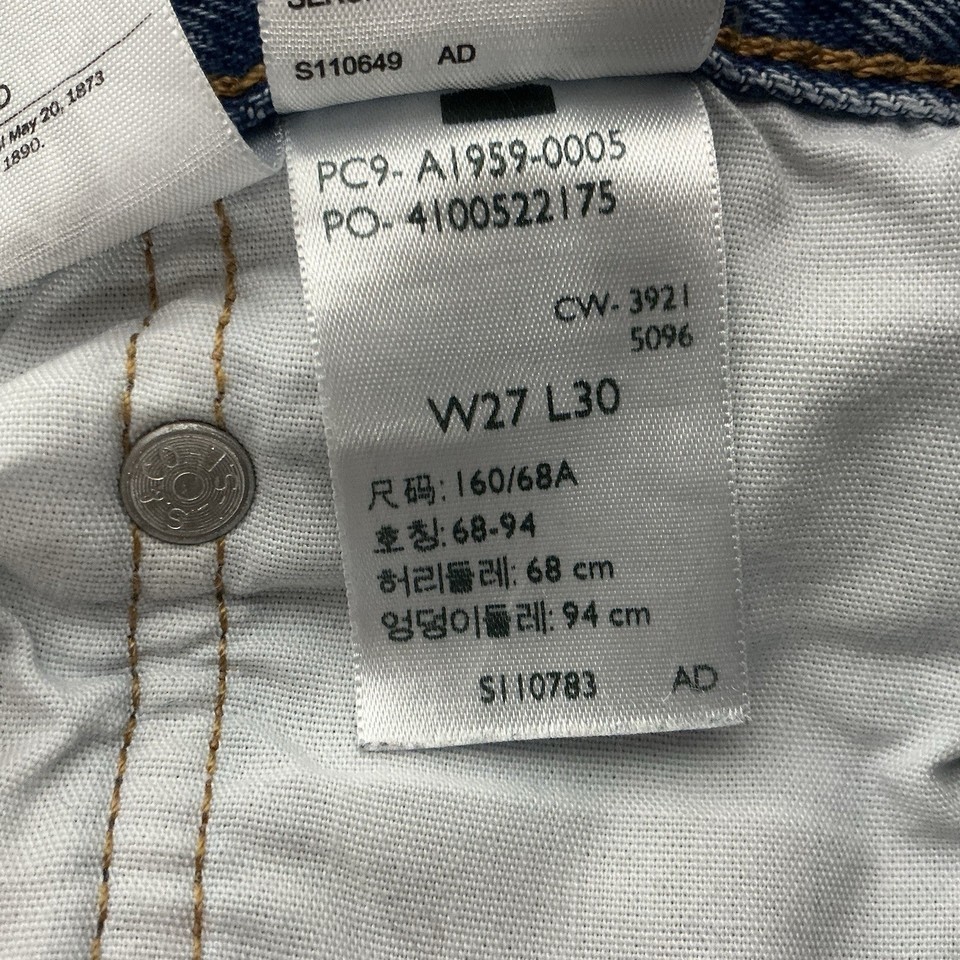 S110649 AD
May 20, 1873
1890.
PC9- A1959-0005
PO- 4100522175
CW- 3921
5096
W27 L30
尺码: 160/68A
호칭: 68-94
허리둘레: 68 cm
엉덩이둘레: 94 cm
S110783 AD